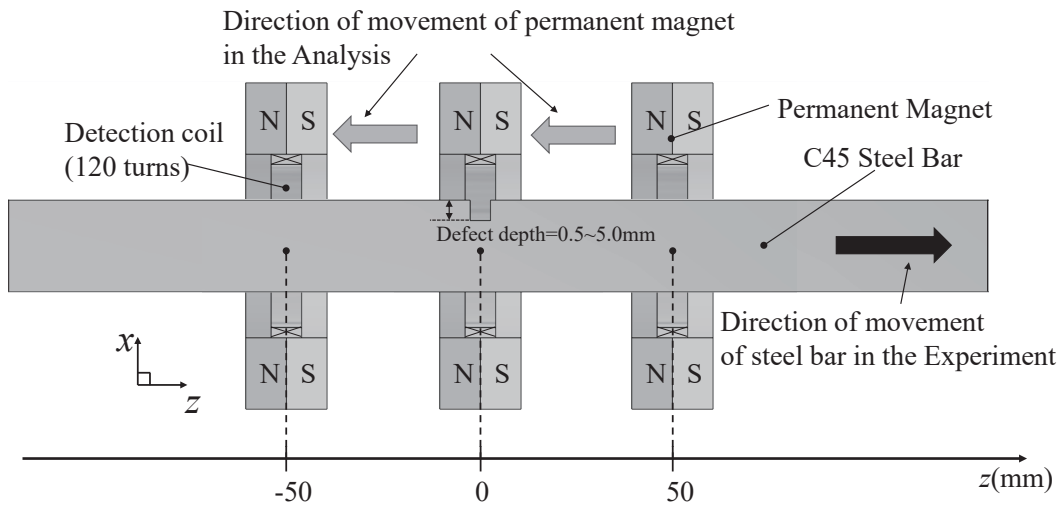 Direction of movement of permanent magnet
in the Analysis
N S
N S
N S
Permanent Magnet
Detection coil
(120 turns)
C45 Steel Bar
Defect depth=0.5~5.0mm
Direction of movement
of steel bar in the Experiment
x
z
N S
N S
N S
-50
0
50
z(mm)